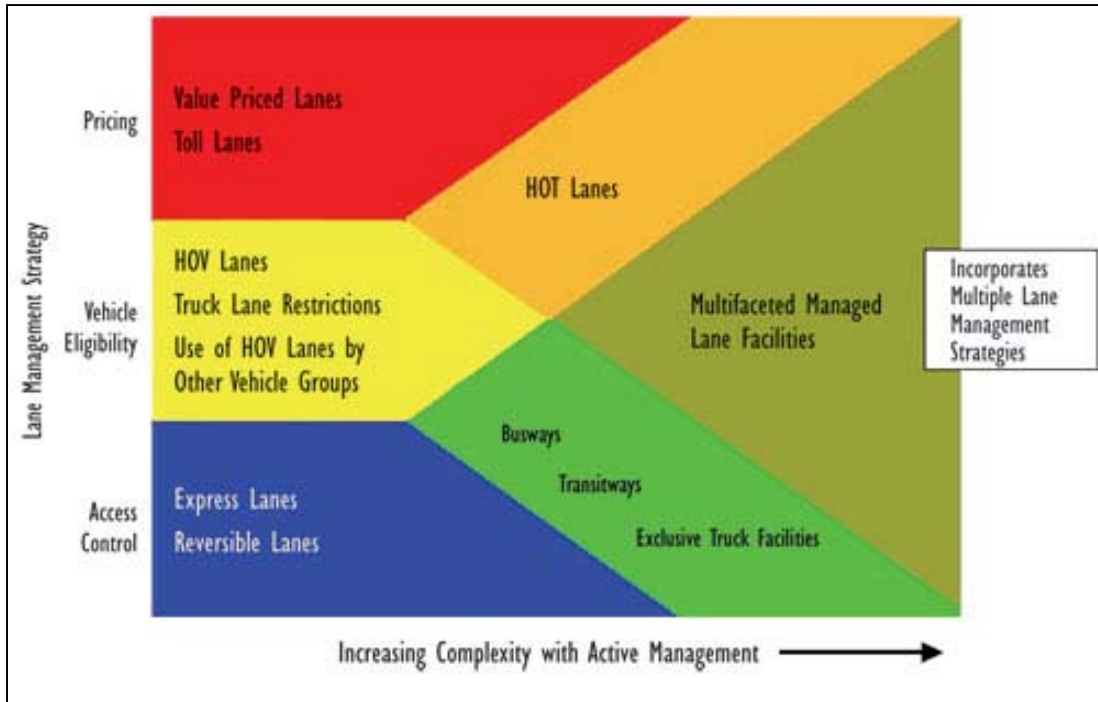 Lane Management Strategy
Pricing
Value Priced Lanes
Toll Lanes
HOT Lanes
Vehicle
Eligibility
HOV Lanes
Truck Lane Restrictions
Use of HOV Lanes by
Other Vehicle Groups
Multifaceted Managed
Lane Facilities
Incorporates
Multiple Lane
Management
Strategies
Access
Control
Express Lanes
Reversible Lanes
Busways
Transitways
Exclusive Truck Facilities
Increasing Complexity with Active Management